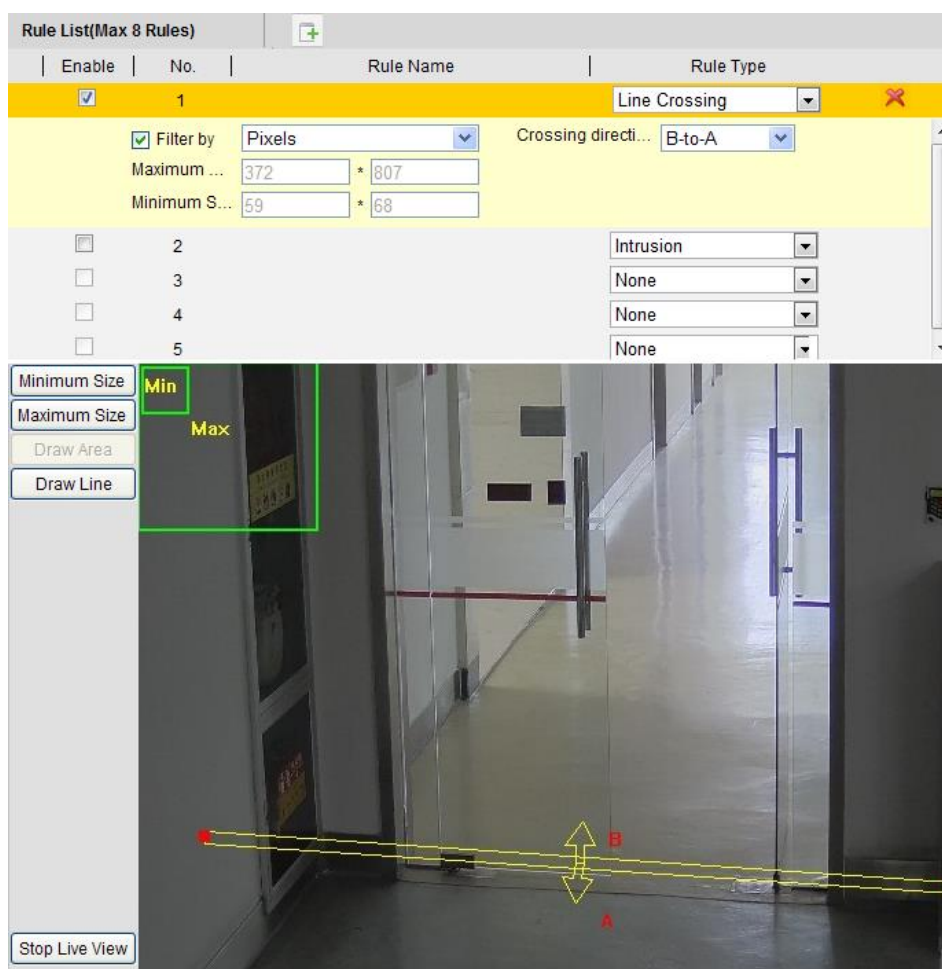 Rule List(Max 8 Rules)
Enable No. Rule Name Rule Type
1 Line Crossing
Filter by Pixels Crossing directi... B-to-A
Maximum ... 372 * 807
Minimum S... 59 * 68
2 Intrusion
3 None
4 None
5 None
Minimum Size
Maximum Size
Draw Area
Draw Line
Min
Max
B
A
Stop Live View